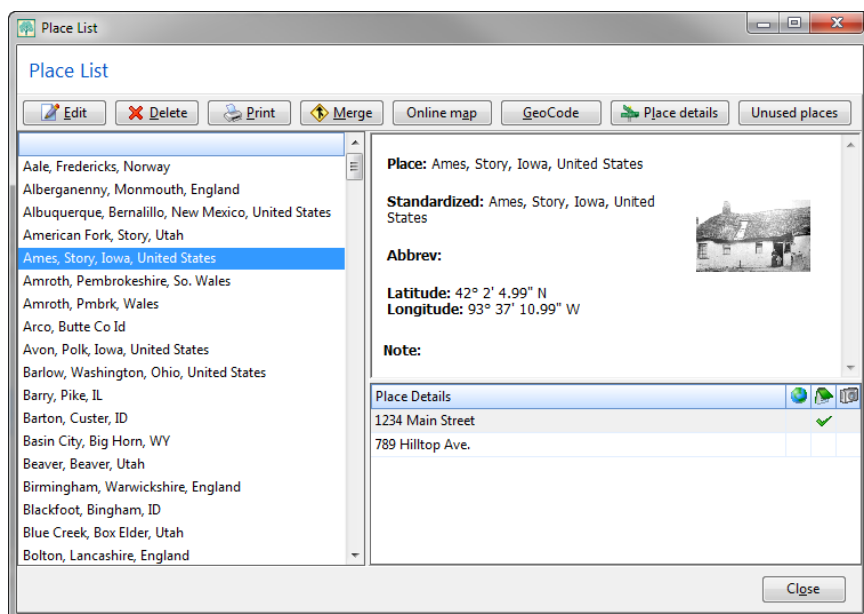 Place List
Place List
Edit
Delete
Print
Merge
Online map
GeoCode
Place details
Unused places
Aale, Fredericks, Norway
Alberganenny, Monmouth, England
Albuquerque, Bernalillo, New Mexico, United States
American Fork, Story, Utah
Ames, Story, Iowa, United States
Amroth, Pembrokeshire, So. Wales
Amroth, Pmbrk, Wales
Arco, Butte Co Id
Avon, Polk, Iowa, United States
Barlow, Washington, Ohio, United States
Barry, Pike, IL
Barton, Custer, ID
Basin City, Big Horn, WY
Beaver, Beaver, Utah
Birmingham, Warwickshire, England
Blackfoot, Bingham, ID
Blue Creek, Box Elder, Utah
Bolton, Lancashire, England
Place: Ames, Story, Iowa, United States
Standardized: Ames, Story, Iowa, United
States
Abbrev:
Latitude: 42° 2' 4.99" N
Longitude: 93° 37' 10.99" W
Note:
Place Details
1234 Main Street
789 Hilltop Ave.
Close